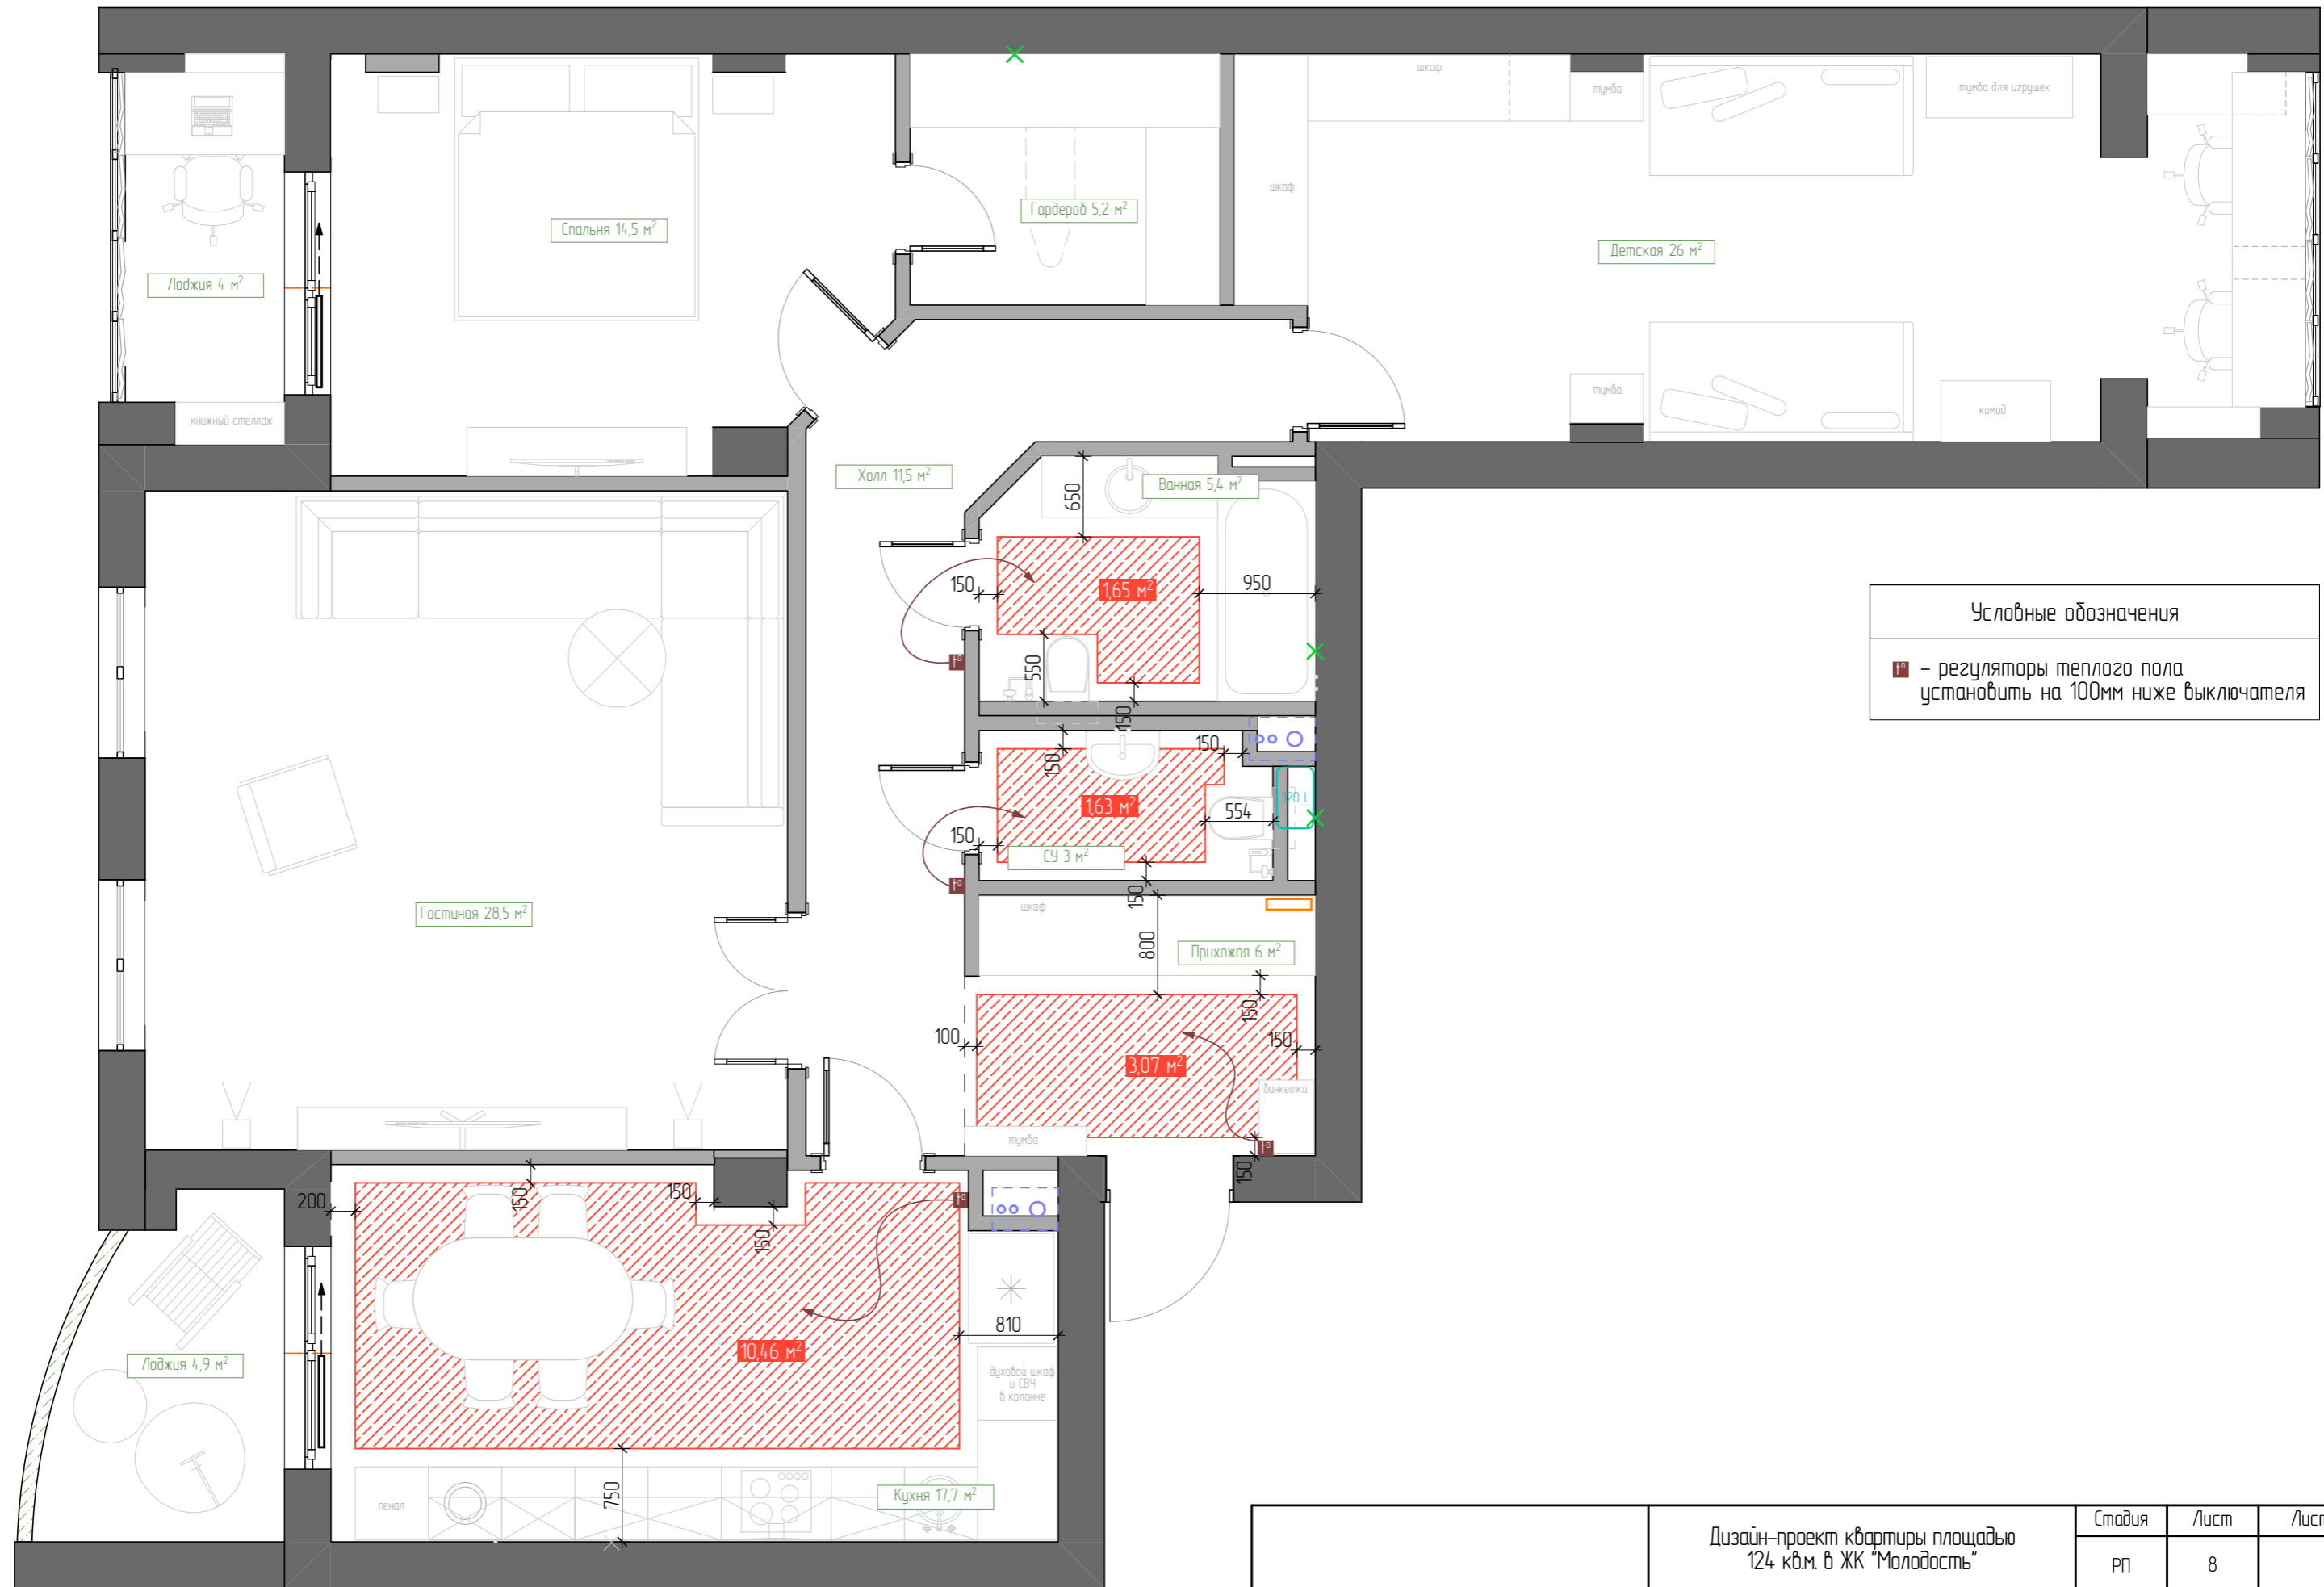 шкаф
тумба
тумба для игрушек
шкаф
Гардероб 5,2 м²
Спальня 14,5 м²
Детская 26 м²
Лоджия 4 м²
тумба
комод
книжный стеллаж
Холл 11,5 м²
Ванная 5,4 м²
650
150
1,65 м²
950
550
t°
150
Условные обозначения
t° – регуляторы теплого пола
установить на 100мм ниже выключателя
150
150
120 L
1,63 м²
554
150
СУ 3 м²
t°
150
шкаф
Гостиная 28,5 м²
800
Прихожая 6 м²
150
100
150
3,07 м²
банкетка
тумба
t°
150
200
150
150
t°
150
810
10,46 м²
Лоджия 4,9 м²
духовой шкаф
и СВЧ
в колонне
750
пенал
Кухня 17,7 м²
Дизайн-проект квартиры площадью
124 кв.м. в ЖК "Молодость"
Стадия
Лист
Лист
РП
8